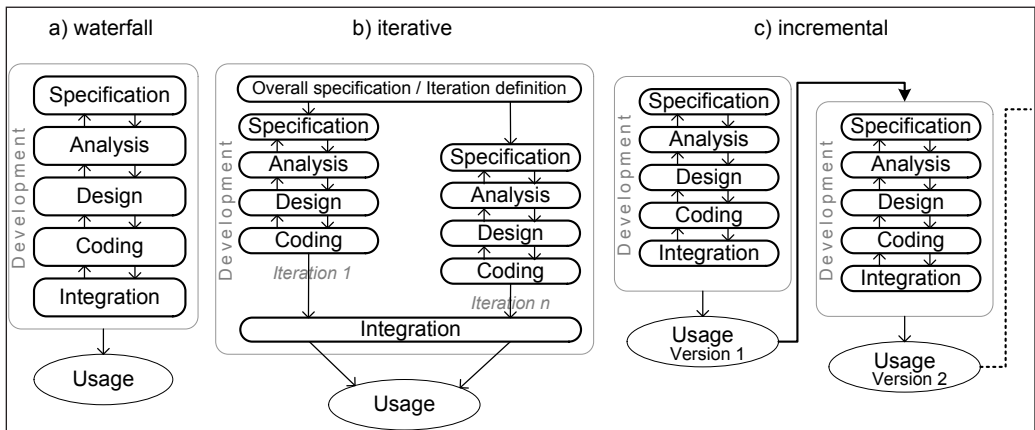 a) waterfall
Development
Specification
Analysis
Design
Coding
Integration
Usage
b) iterative
Development
Overall specification / Iteration definition
Specification
Analysis
Design
Coding
Iteration 1
Specification
Analysis
Design
Coding
Iteration n
Integration
Usage
c) incremental
Development
Specification
Analysis
Design
Coding
Integration
Usage
Version 1
Development
Specification
Analysis
Design
Coding
Integration
Usage
Version 2